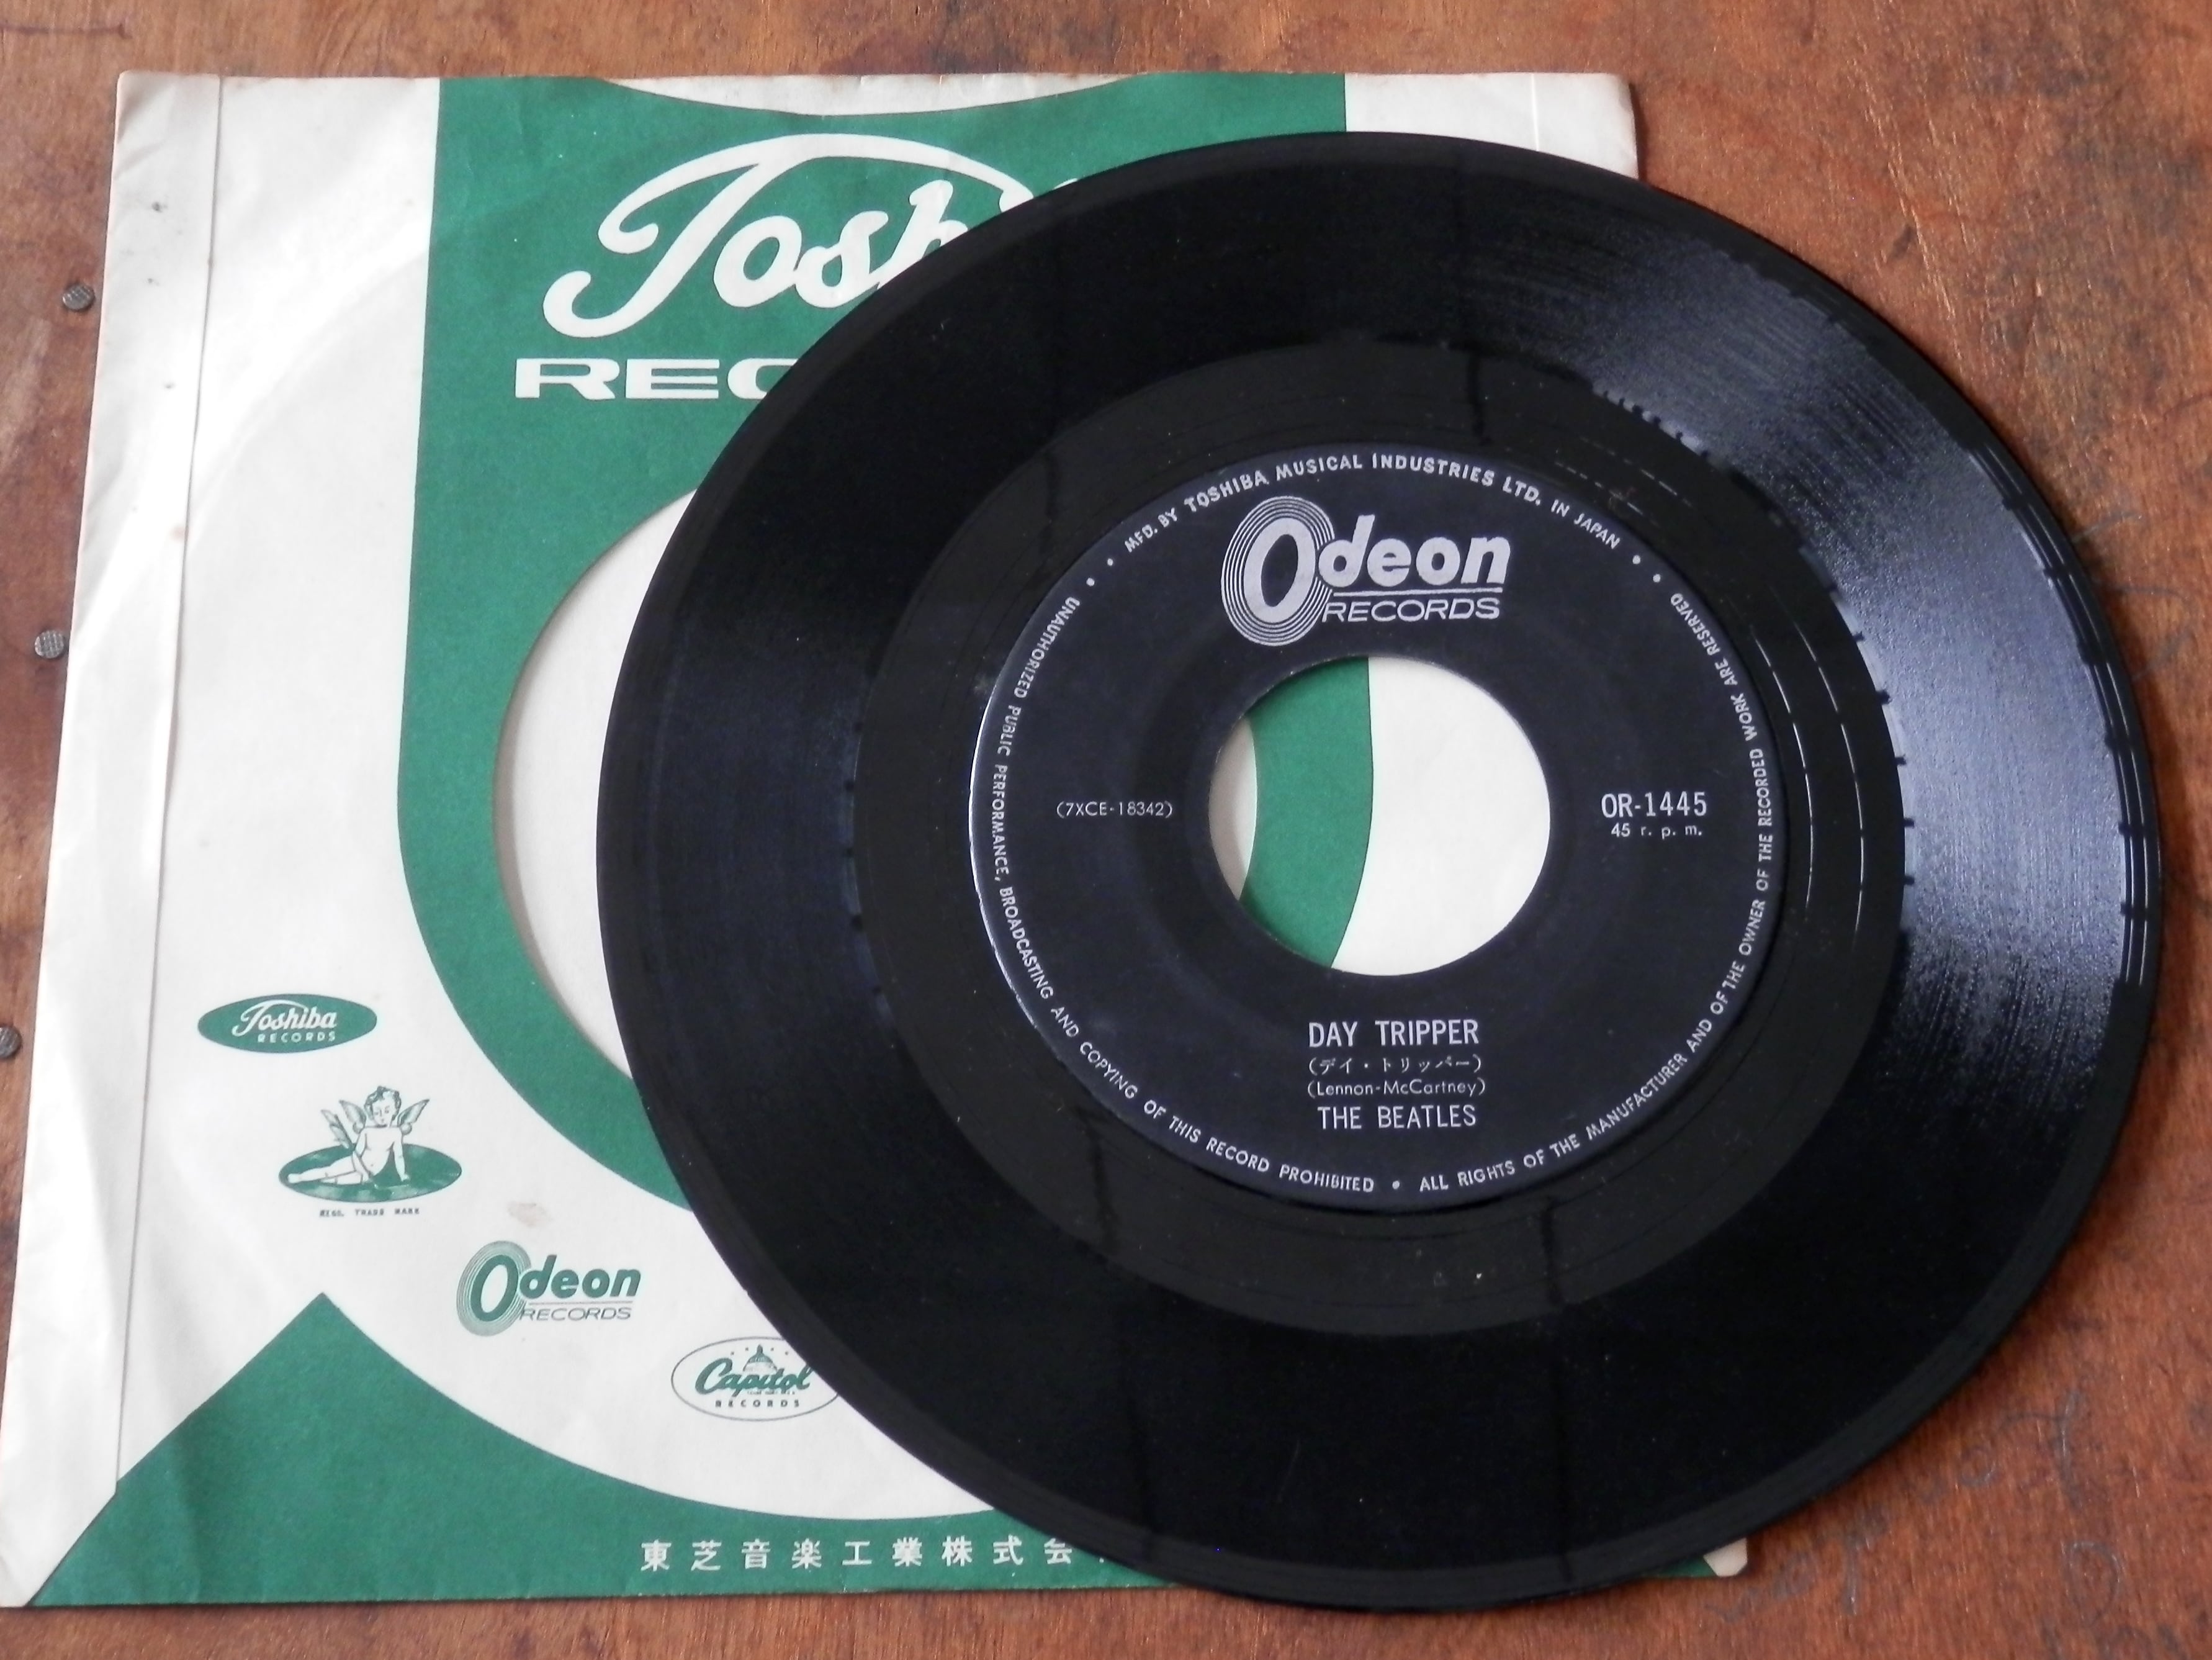 Tosh
REC
Toshiba
RECORDS
REG. TRADE MARK
Odeon
RECORDS
Capitol
RECORDS
東芝音楽工業株式会
MFD. BY TOSHIBA MUSICAL INDUSTRIES LTD. IN JAPAN
Odeon
RECORDS
(7XCE-18342)
OR-1445
45 r. p. m.
DAY TRIPPER
(デイ・トリッパー)
(Lennon-McCartney)
THE BEATLES
UNAUTHORIZED PUBLIC PERFORMANCE, BROADCASTING AND COPYING OF THIS RECORD PROHIBITED • ALL RIGHTS OF THE MANUFACTURER AND OF THE OWNER OF THE RECORDED WORK ARE RESERVED